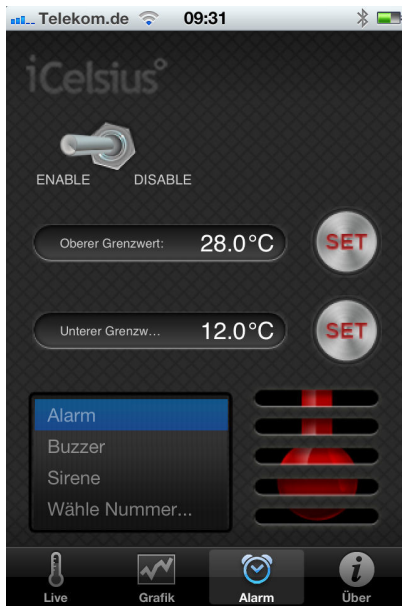 Telekom.de 09:31
iCelsius°
ENABLE DISABLE
Oberer Grenzwert: 28.0°C SET
Unterer Grenzw... 12.0°C SET
Alarm
Buzzer
Sirene
Wähle Nummer...
Live Grafik Alarm Über